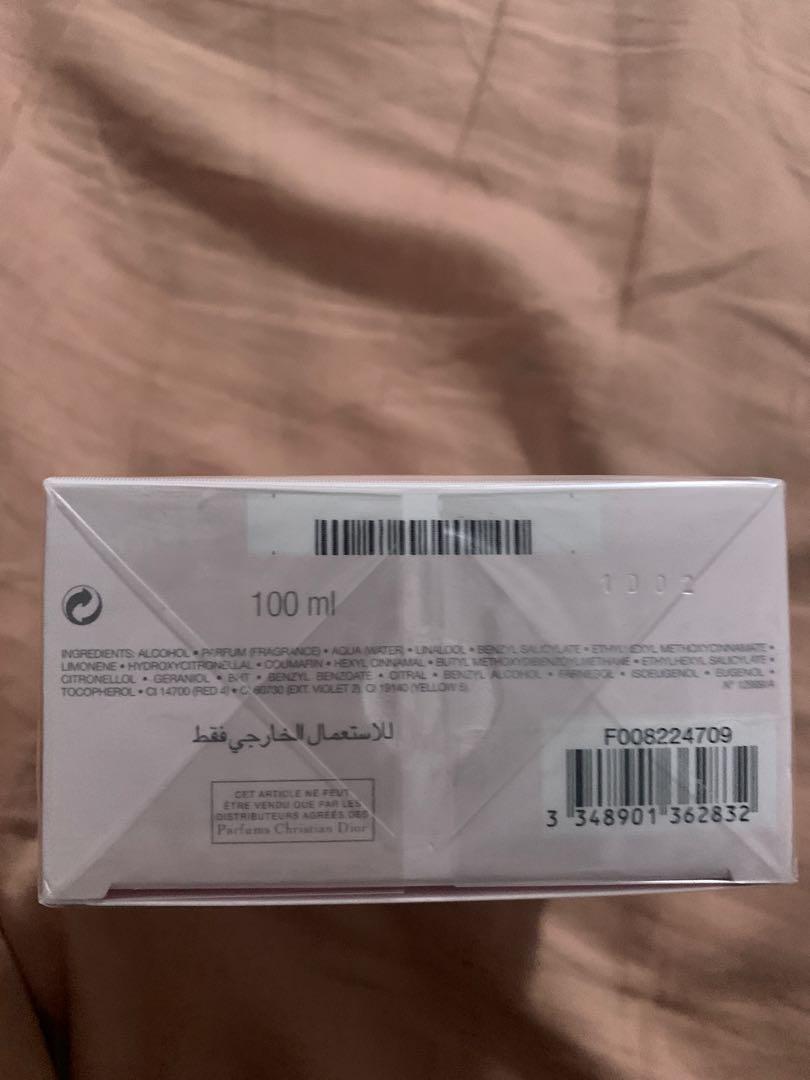 100 ml
1002
INGREDIENTS: ALCOHOL • PARFUM (FRAGRANCE) • AQUA (WATER) • LINALOOL • BENZYL SALICYLATE • ETHYLHEXYL METHOXYCINNAMATE •
LIMONENE • HYDROXYCITRONELLAL • COUMARIN • HEXYL CINNAMAL • BUTYL METHOXYDIBENZOYLMETHANE • ETHYLHEXYL SALICYLATE •
CITRONELLOL • GERANIOL • BHT • BENZYL BENZOATE • CITRAL • BENZYL ALCOHOL • FARNESOL • ISOEUGENOL • EUGENOL •
TOCOPHEROL • CI 14700 (RED 4) • CI 60730 (EXT. VIOLET 2) CI 19140 (YELLOW 5) N°
للاستعمال الخارجي فقط
F008224709
CET ARTICLE NE PEUT
ÊTRE VENDU QUE PAR LES
DISTRIBUTEURS AGRÉÉS DES
Parfums Christian Dior
3 348901 362832